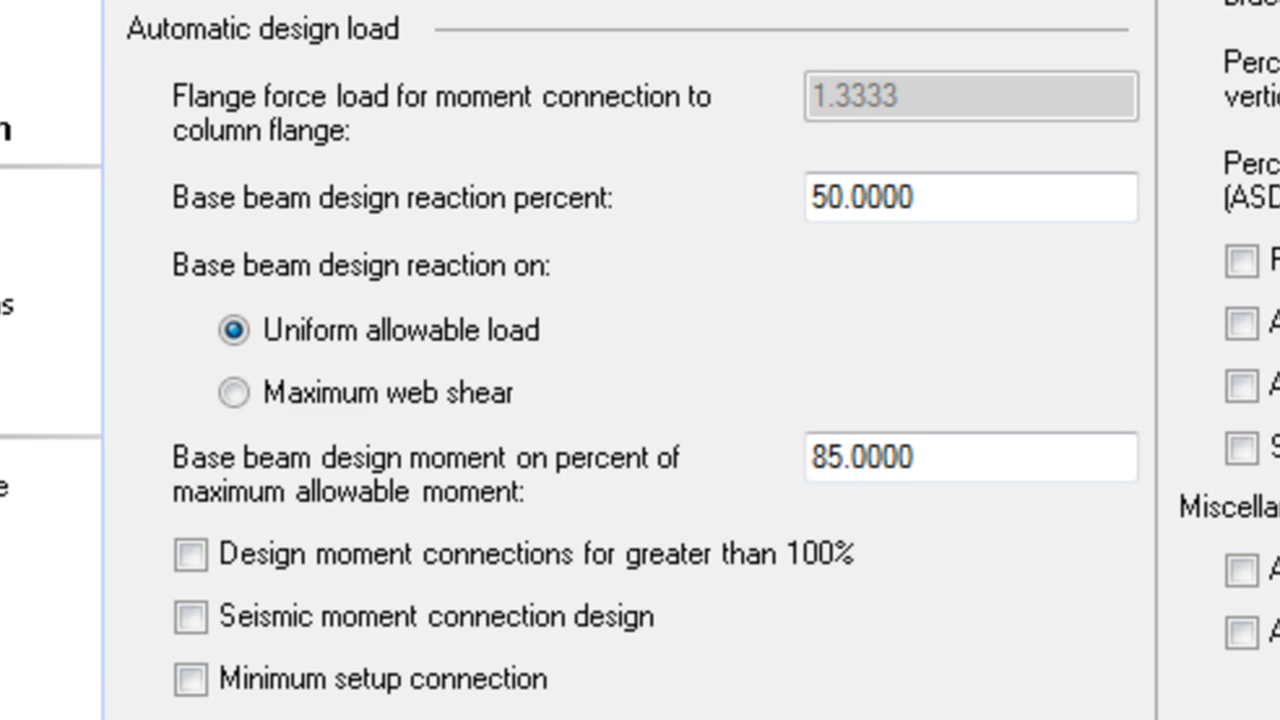 Automatic design load
Flange force load for moment connection to
column flange:
1.3333
Base beam design reaction percent:
50.0000
Base beam design reaction on:
Uniform allowable load
Maximum web shear
Base beam design moment on percent of
maximum allowable moment:
85.0000
Design moment connections for greater than 100%
Seismic moment connection design
Minimum setup connection
(ASD